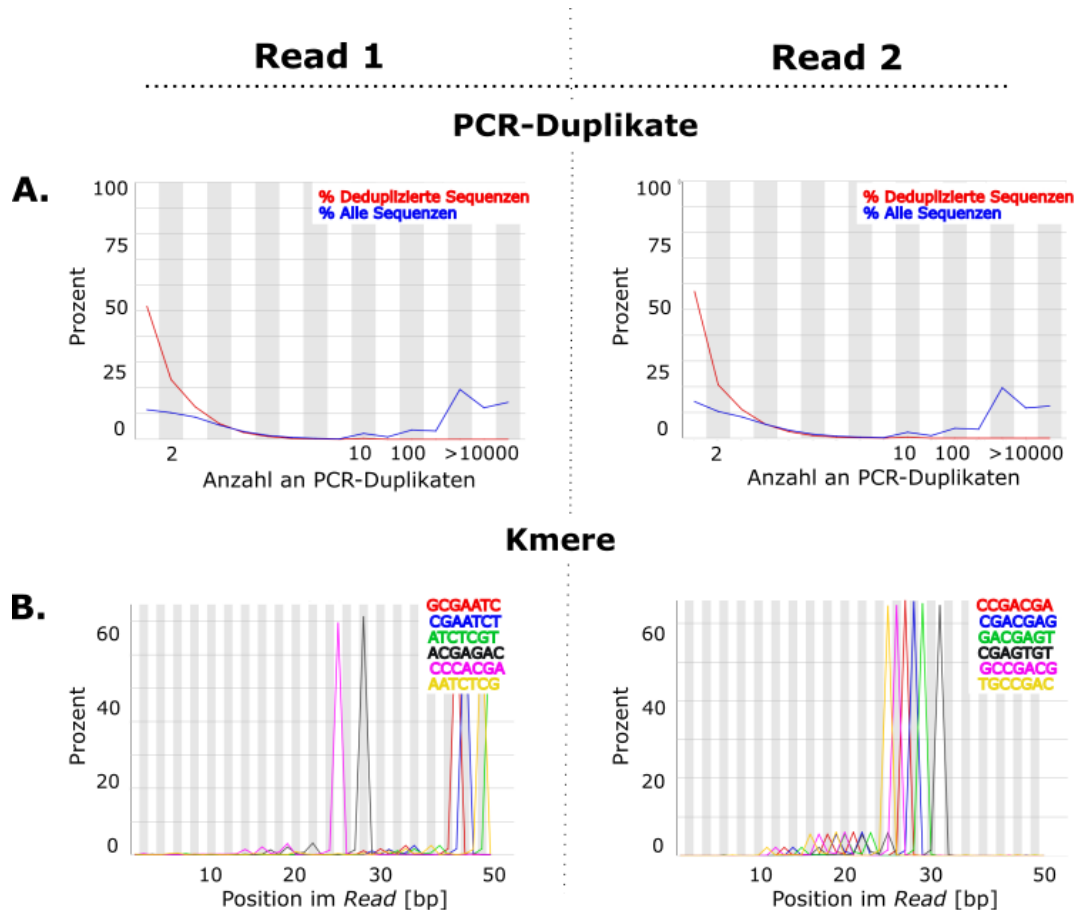 Read 1
Read 2
PCR-Duplikate
A.
100
75
50
25
0
Prozent
% Deduplizierte Sequenzen
% Alle Sequenzen
2
10
100
>10000
Anzahl an PCR-Duplikaten
100
75
50
25
0
Prozent
% Deduplizierte Sequenzen
% Alle Sequenzen
2
10
100
>10000
Anzahl an PCR-Duplikaten
Kmere
B.
60
40
20
0
Prozent
GCGAATC
CGAATCT
ATCTCGT
ACGAGAC
CCCACGA
AATCTCG
10
20
30
50
Position im Read [bp]
60
40
20
0
Prozent
CCGACGA
CGACGAG
GACGAGT
CGAGTGT
GCCGACG
TGCCGAC
10
20
30
50
Position im Read [bp]